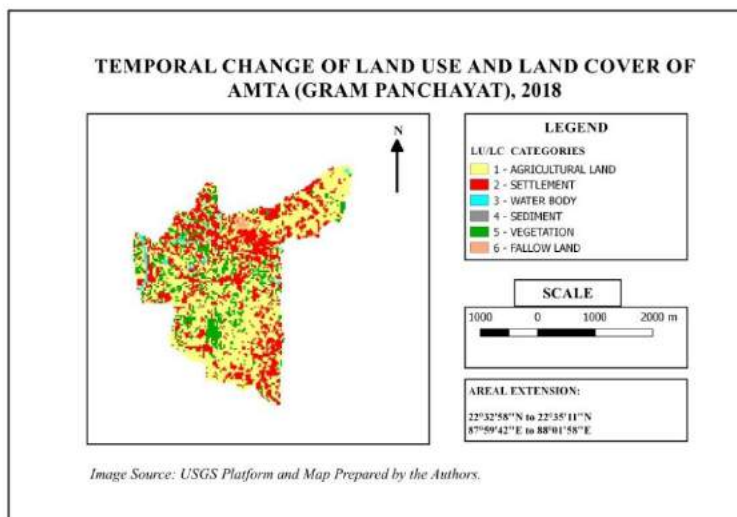 TEMPORAL CHANGE OF LAND USE AND LAND COVER OF
AMTA (GRAM PANCHAYAT), 2018
N
LEGEND
LU/LC CATEGORIES
1 - AGRICULTURAL LAND
2 - SETTLEMENT
3 - WATER BODY
4 - SEDIMENT
5 - VEGETATION
6 - FALLOW LAND
SCALE
1000 0 1000 2000 m
AREAL EXTENSION:
22°32'58"N to 22°35'11"N
87°59'42"E to 88°01'58"E
Image Source: USGS Platform and Map Prepared by the Authors.